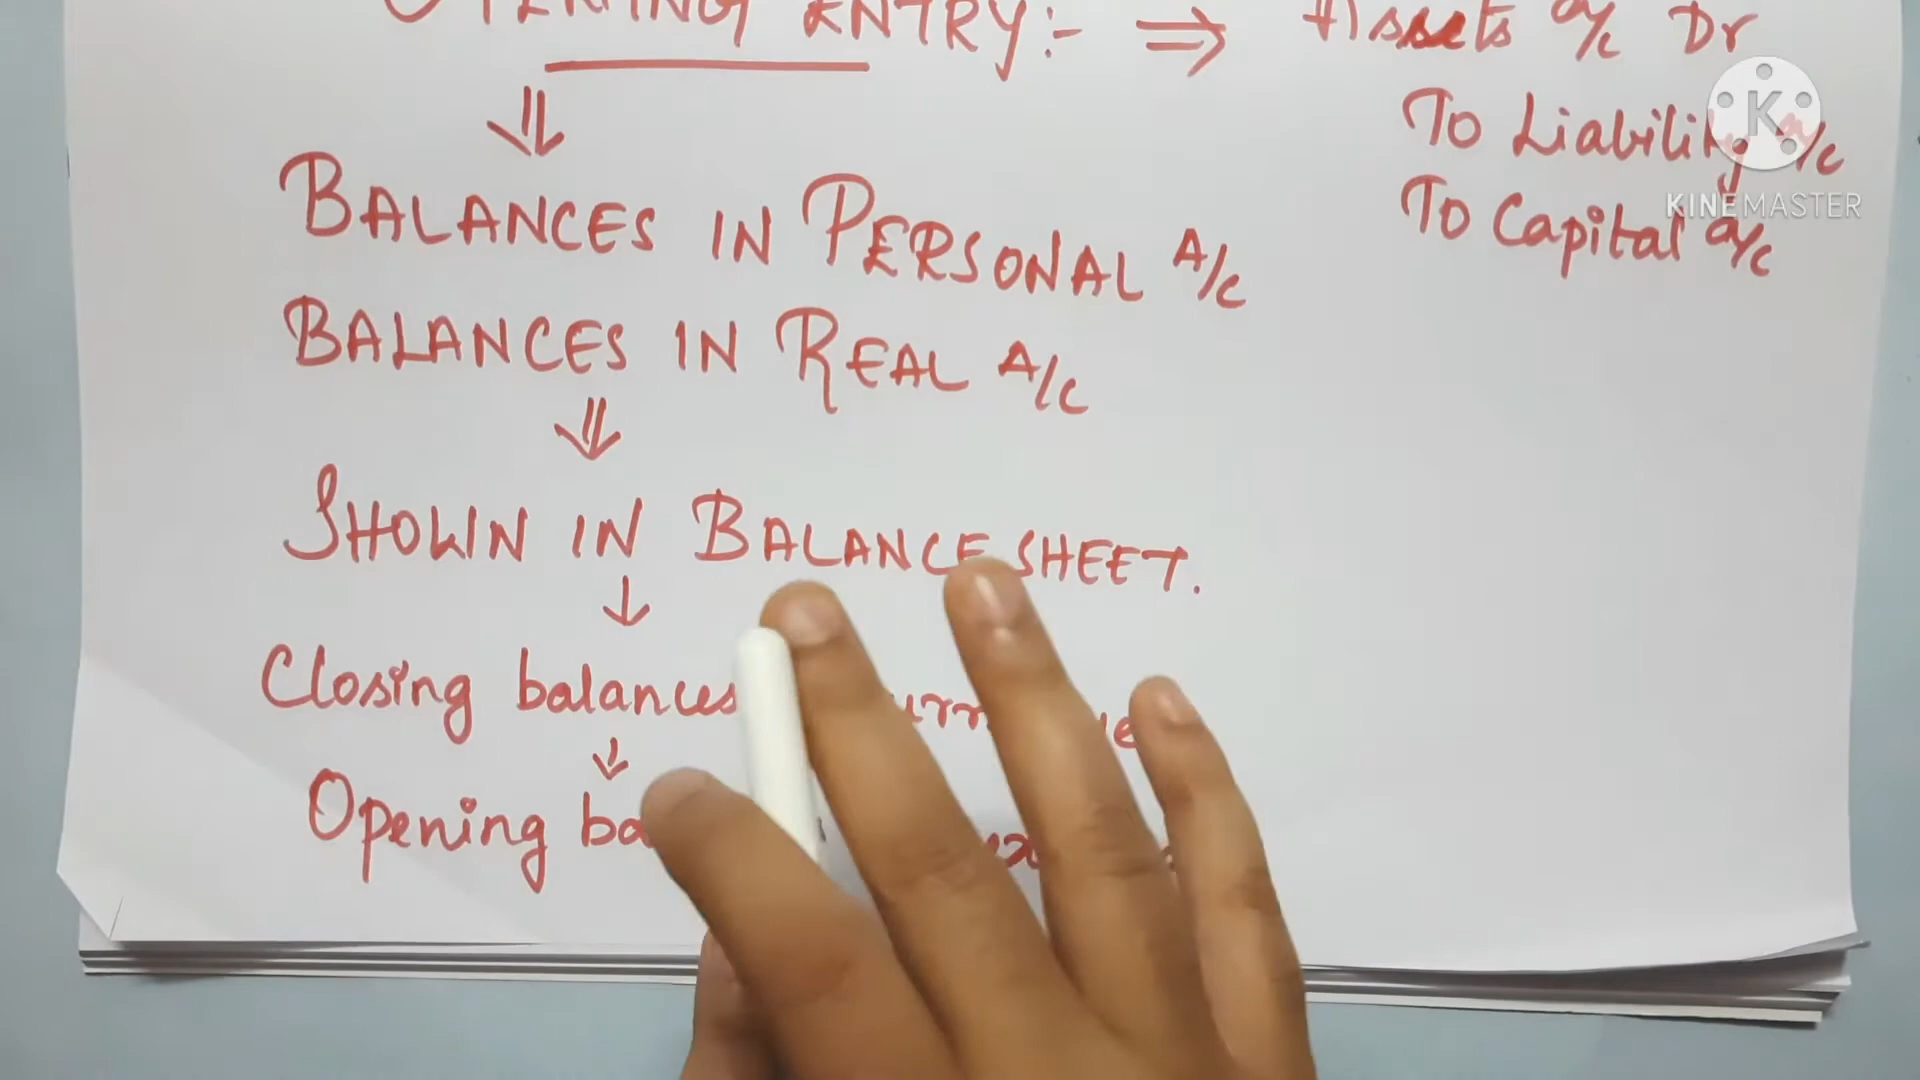 OPENING ENTRY:- ⇒ Assets a/c Dr
To Liability a/c
To Capital a/c
KINEMASTER
⇓
BALANCES IN PERSONAL A/C
BALANCES IN REAL A/C
⇓
SHOWN IN BALANCE SHEET.
↓
Closing balances
↓
Opening